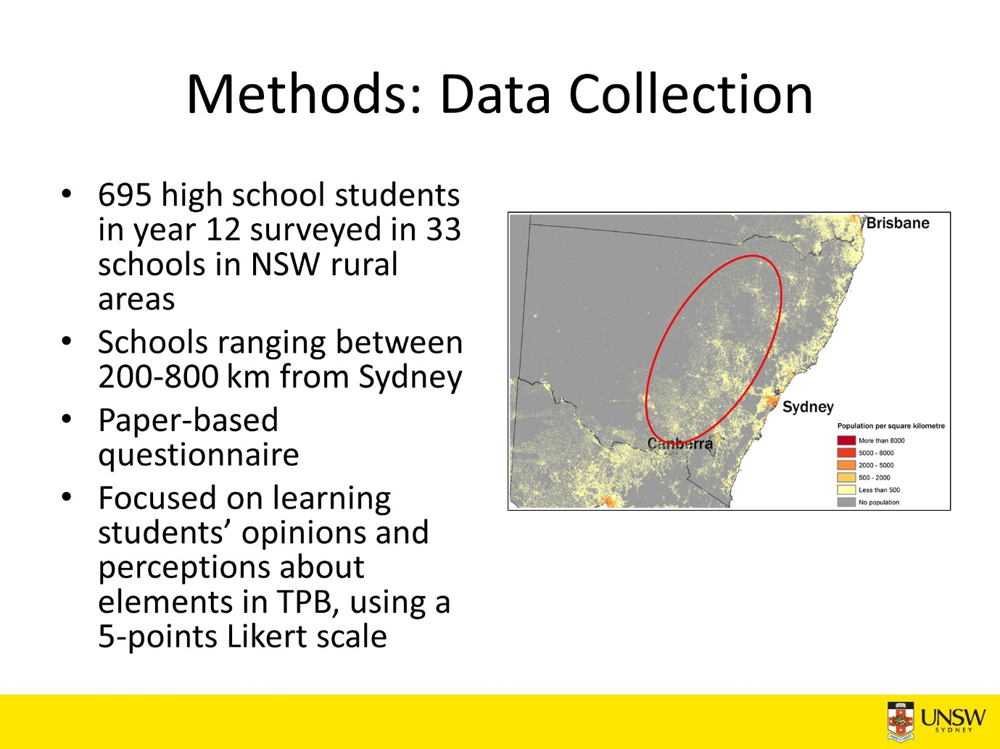 Methods: Data Collection
• 695 high school students
in year 12 surveyed in 33
schools in NSW rural
areas
• Schools ranging between
200-800 km from Sydney
• Paper-based
questionnaire
• Focused on learning
students’ opinions and
perceptions about
elements in TPB, using a
5-points Likert scale
Brisbane
Sydney
Canberra
Population per square kilometre
More than 8000
5000 - 8000
2000 - 5000
500 - 2000
Less than 500
No population
UNSW
SYDNEY